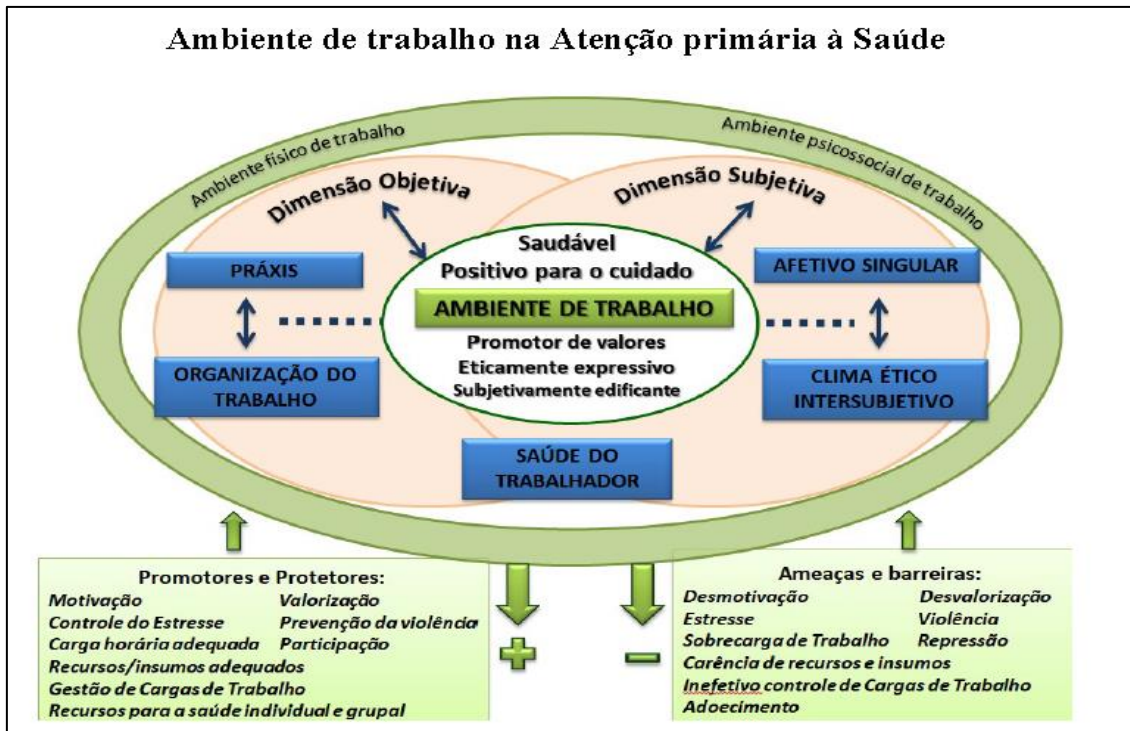 Ambiente de trabalho na Atenção primária à Saúde
Ambiente físico de trabalho
Ambiente psicossocial de trabalho
Dimensão Objetiva
Dimensão Subjetiva
Saudável
Positivo para o cuidado
AMBIENTE DE TRABALHO
Promotor de valores
Eticamente expressivo
Subjetivamente edificante
PRÁXIS
ORGANIZAÇÃO DO
TRABALHO
AFETIVO SINGULAR
CLIMA ÉTICO
INTERSUBJETIVO
SAÚDE DO
TRABALHADOR
Promotores e Protetores:
Motivação Valorização
Controle do Estresse Prevenção da violência
Carga horária adequada Participação
Recursos/insumos adequados
Gestão de Cargas de Trabalho
Recursos para a saúde individual e grupal
+
–
Ameaças e barreiras:
Desmotivação Desvalorização
Estresse Violência
Sobrecarga de Trabalho Repressão
Carência de recursos e insumos
Inefetivo controle de Cargas de Trabalho
Adoecimento